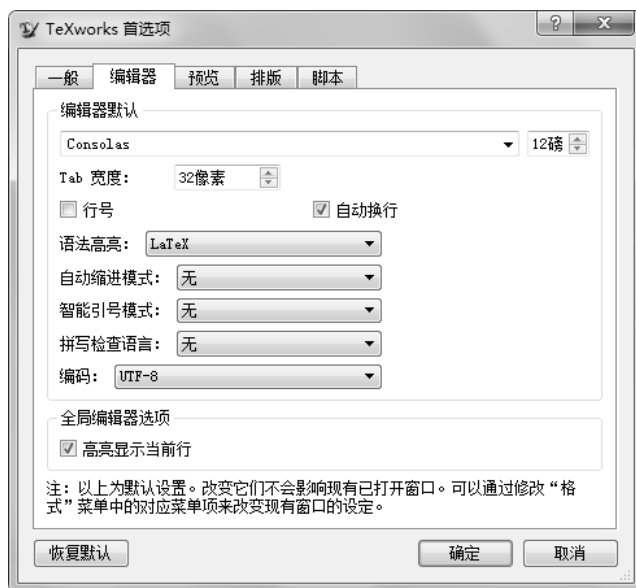 TeXworks 首选项
一般 编辑器 预览 排版 脚本
编辑器默认
Consolas 12磅
Tab 宽度: 32像素
行号 自动换行
语法高亮: LaTeX
自动缩进模式: 无
智能引号模式: 无
拼写检查语言: 无
编码: UTF-8
全局编辑器选项
高亮显示当前行
注: 以上为默认设置。改变它们不会影响现有已打开窗口。可以通过修改“格
式”菜单中的对应菜单项来改变现有窗口的设定。
恢复默认 确定 取消